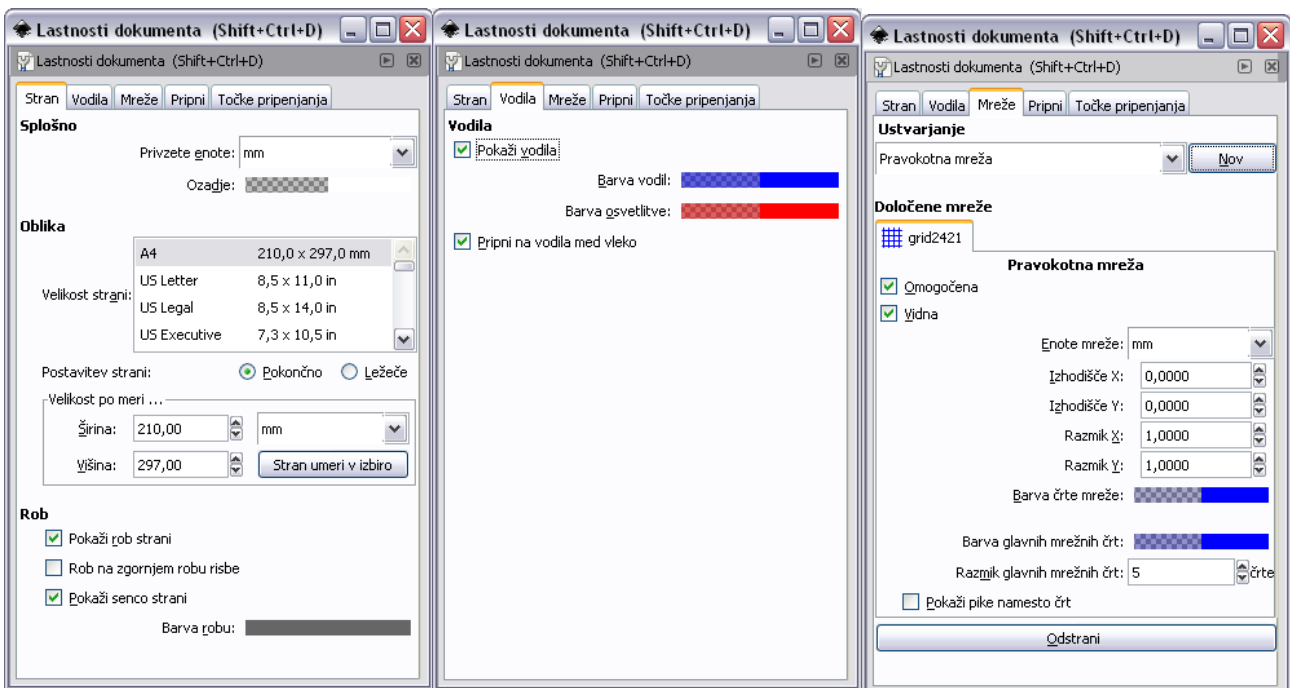 Lastnosti dokumenta (Shift+Ctrl+D)
Lastnosti dokumenta (Shift+Ctrl+D)
Stran Vodila Mreže Pripni Točke pripenjanja
Splošno
Privzete enote: mm
Ozadje:
Oblika
Velikost strani:
A4 210,0 x 297,0 mm
US Letter 8,5 x 11,0 in
US Legal 8,5 x 14,0 in
US Executive 7,3 x 10,5 in
Postavitev strani: Pokončno Ležeče
Velikost po meri ...
Širina: 210,00 mm
Višina: 297,00 Stran umeri v izbiro
Rob
Pokaži rob strani
Rob na zgornjem robu risbe
Pokaži senco strani
Barva robu:
Lastnosti dokumenta (Shift+Ctrl+D)
Lastnosti dokumenta (Shift+Ctrl+D)
Stran Vodila Mreže Pripni Točke pripenjanja
Vodila
Pokaži vodila
Barva vodil:
Barva osvetlitve:
Pripni na vodila med vleko
Lastnosti dokumenta (Shift+Ctrl+D)
Lastnosti dokumenta (Shift+Ctrl+D)
Stran Vodila Mreže Pripni Točke pripenjanja
Ustvarjanje
Pravokotna mreža Nov
Določene mreže
grid2421
Pravokotna mreža
Omogočena
Vidna
Enote mreže: mm
Izhodišče X: 0,0000
Izhodišče Y: 0,0000
Razmik X: 1,0000
Razmik Y: 1,0000
Barva črte mreže:
Barva glavnih mrežnih črt:
Razmik glavnih mrežnih črt: 5 črte
Pokaži pike namesto črt
Odstrani